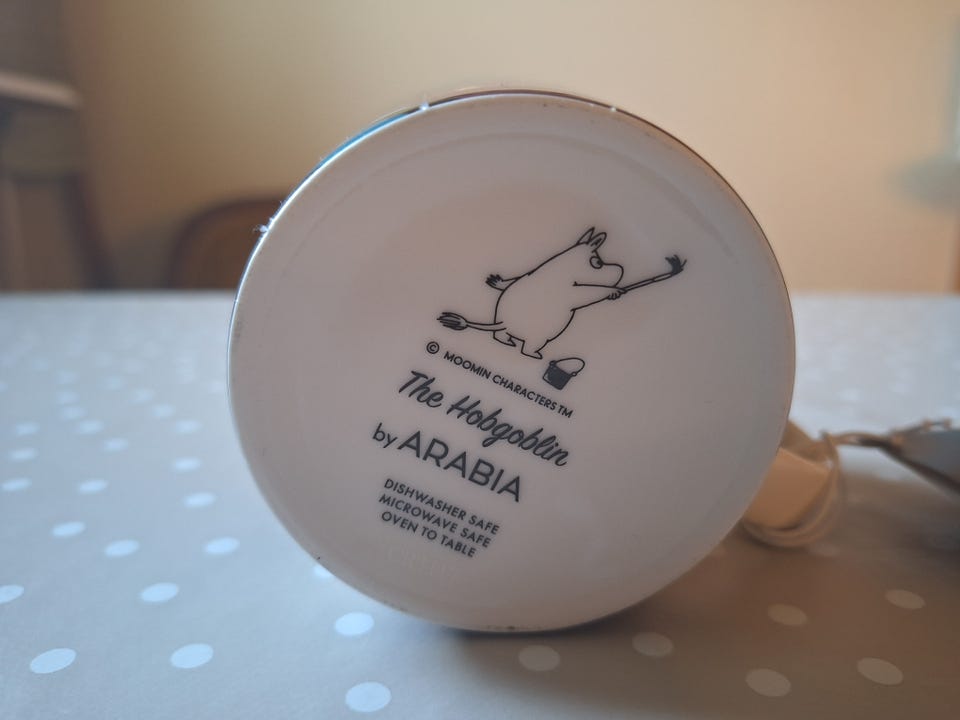 © MOOMIN CHARACTERS™
The Hobgoblin
by ARABIA
DISHWASHER SAFE
MICROWAVE SAFE
OVEN TO TABLE